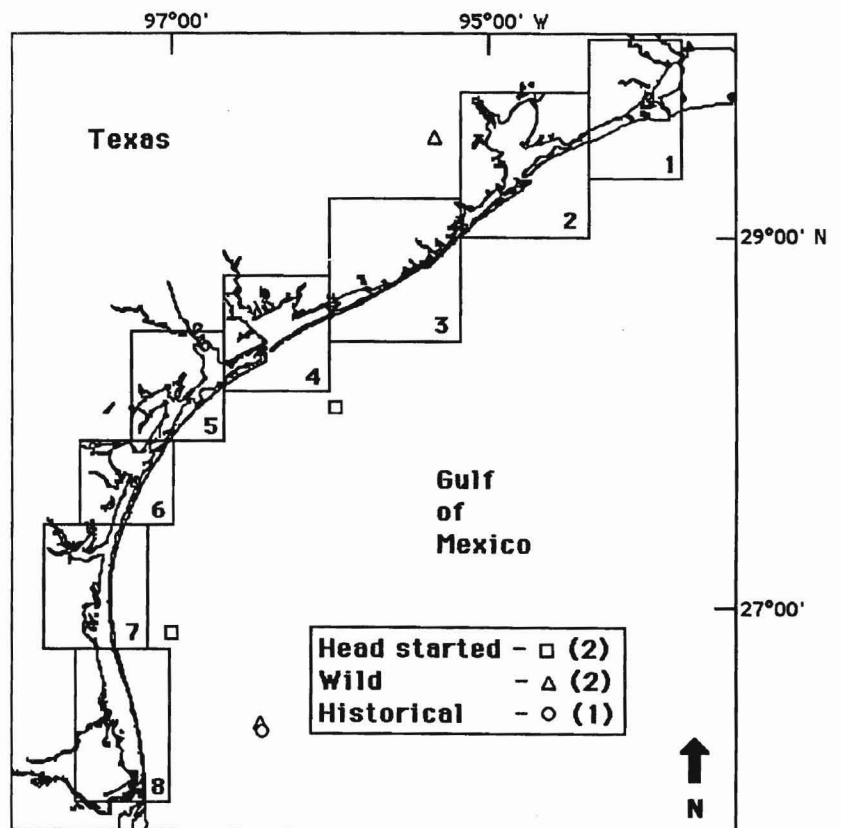 97°00'
95°00' W
Texas
1
2
29°00' N
3
4
5
Gulf
of
Mexico
6
27°00'
7
Head started - □ (2)
Wild - △ (2)
Historical - ○ (1)
8
N